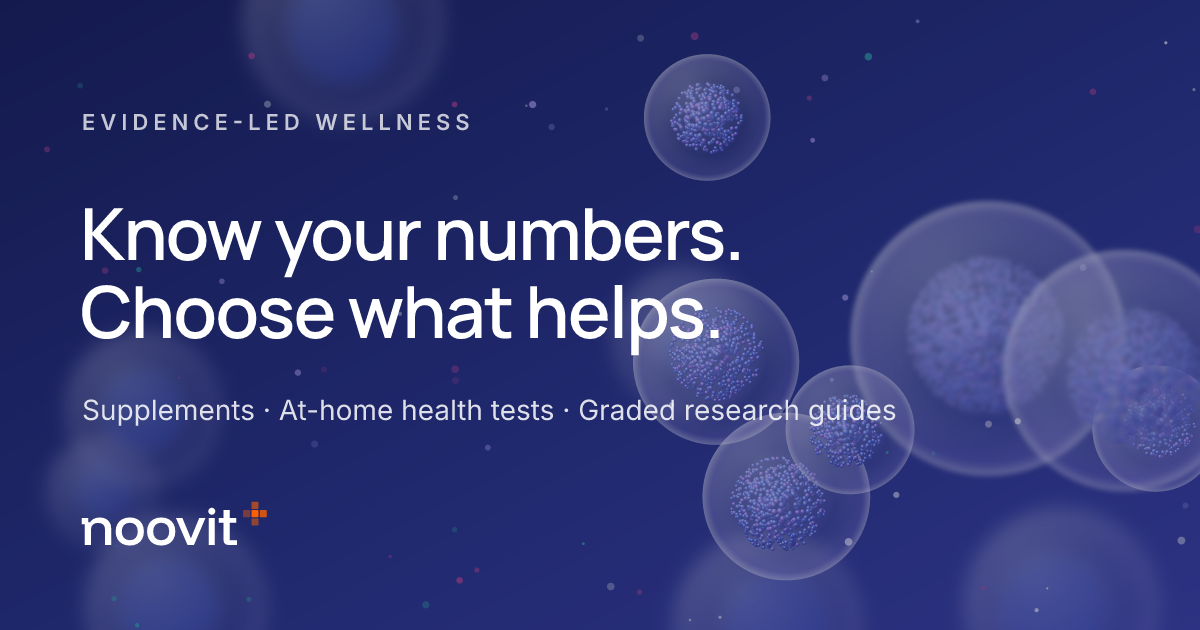 EVIDENCE-LED WELLNESS
Know your numbers.
Choose what helps.
Supplements · At-home health tests · Graded research guides
noovit